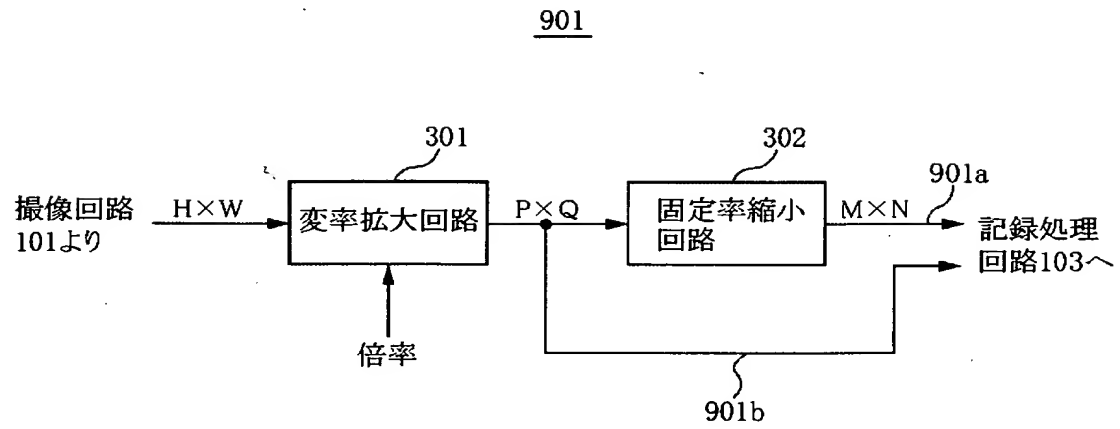 901
301
302
901a
撮像回路
101より
H×W
変率拡大回路
P×Q
固定率縮小
回路
M×N
記録処理
回路103へ
倍率
901b